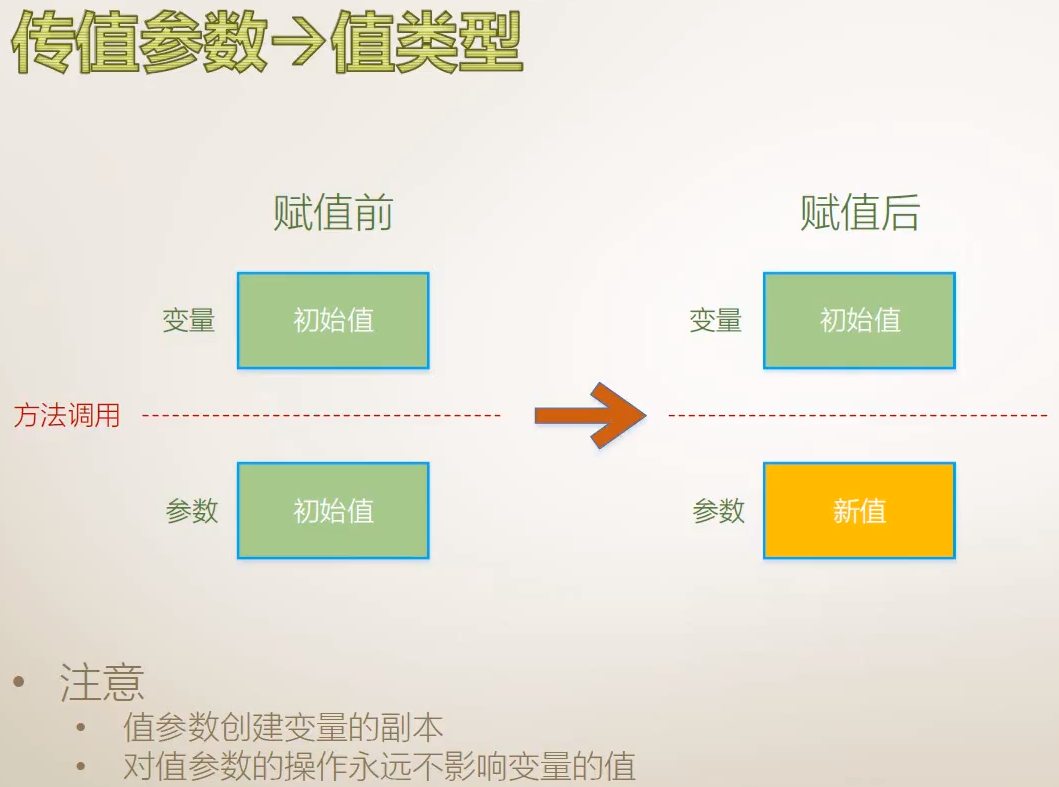 传值参数→值类型
赋值前
赋值后
变量
初始值
变量
初始值
方法调用
参数
初始值
参数
新值
• 注意
• 值参数创建变量的副本
• 对值参数的操作永远不影响变量的值